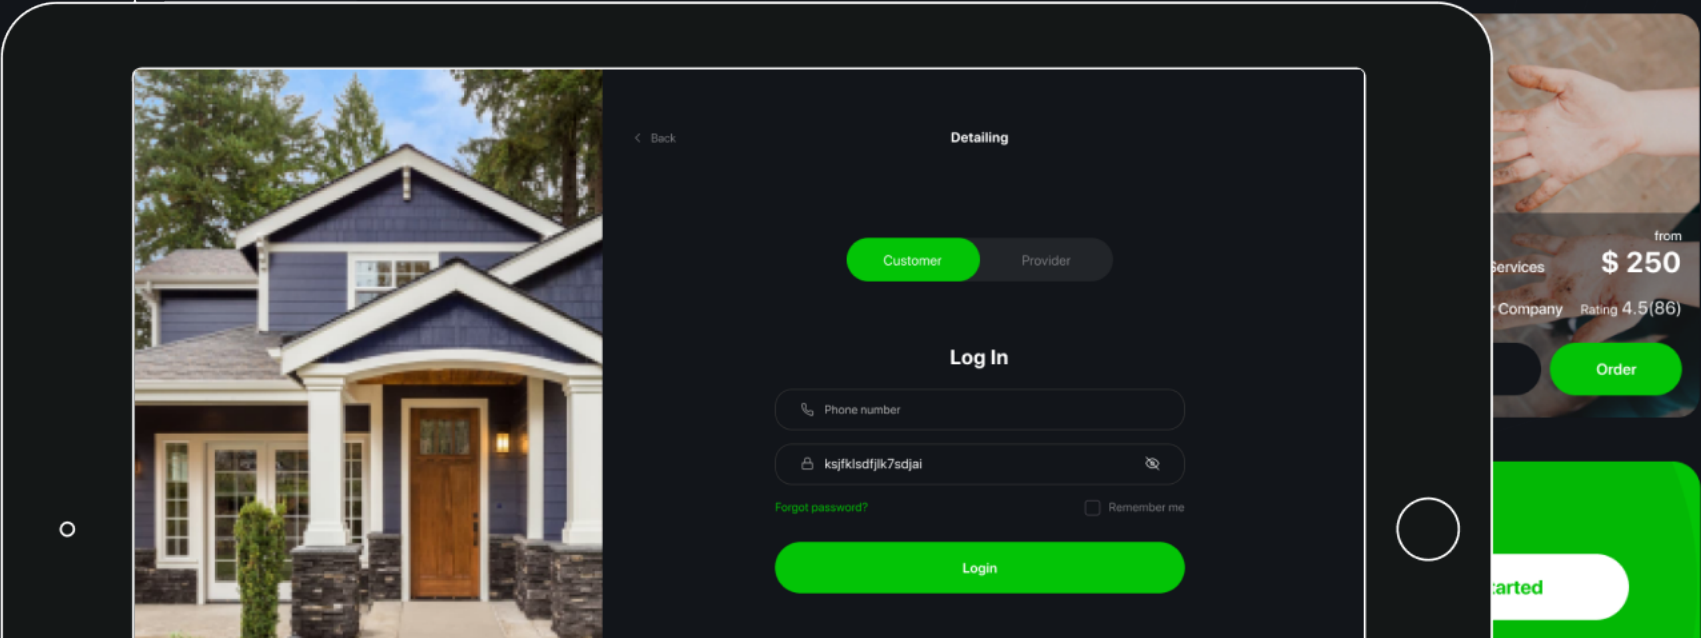 Back
Detailing
Customer
Provider
Log In
Phone number
ksjfklsdfjlk7sdjai
Forgot password?
Remember me
Login
from
Services
$ 250
Company
Rating 4.5(86)
Order